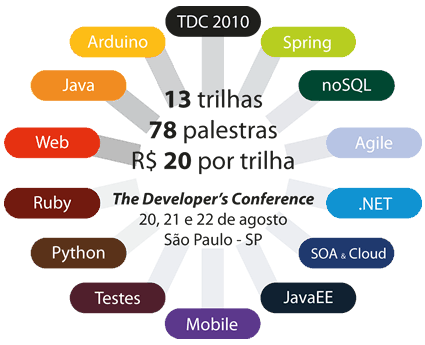 TDC 2010
Arduino
Spring
Java
noSQL
13 trilhas
78 palestras
R$ 20 por trilha
Web
Agile
The Developer's Conference
20, 21 e 22 de agosto
São Paulo - SP
Ruby
.NET
Python
SOA & Cloud
Testes
JavaEE
Mobile